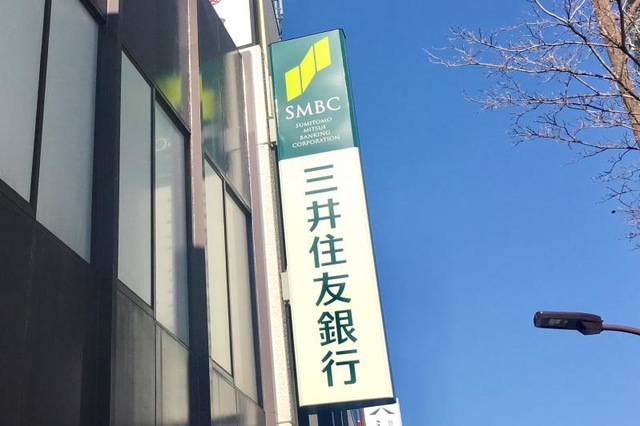 SMBC
SUMITOMO
MITSUI
BANKING
CORPORATION
三井住友銀行